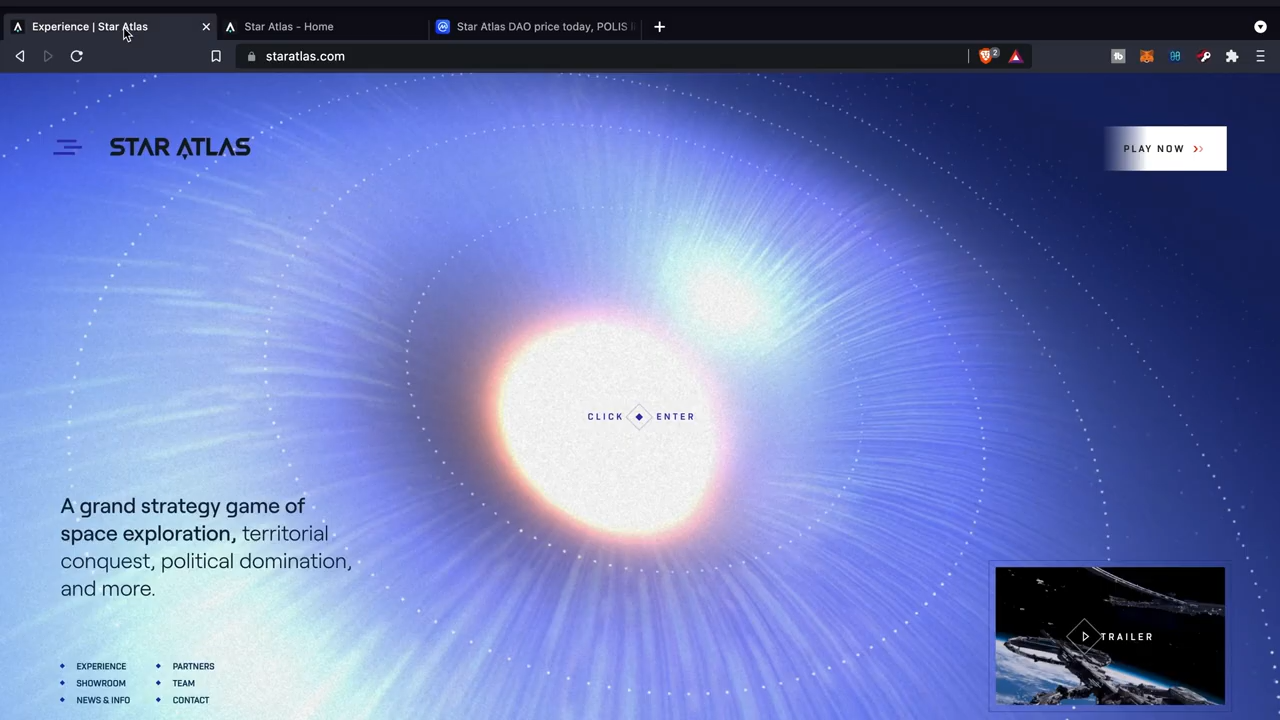 Experience | Star Atlas
Star Atlas - Home
Star Atlas DAO price today, POLIS
staratlas.com
2
tb
STAR ATLAS
PLAY NOW
CLICK ENTER
A grand strategy game of
space exploration, territorial
conquest, political domination,
and more.
TRAILER
EXPERIENCE
PARTNERS
SHOWROOM
TEAM
NEWS & INFO
CONTACT